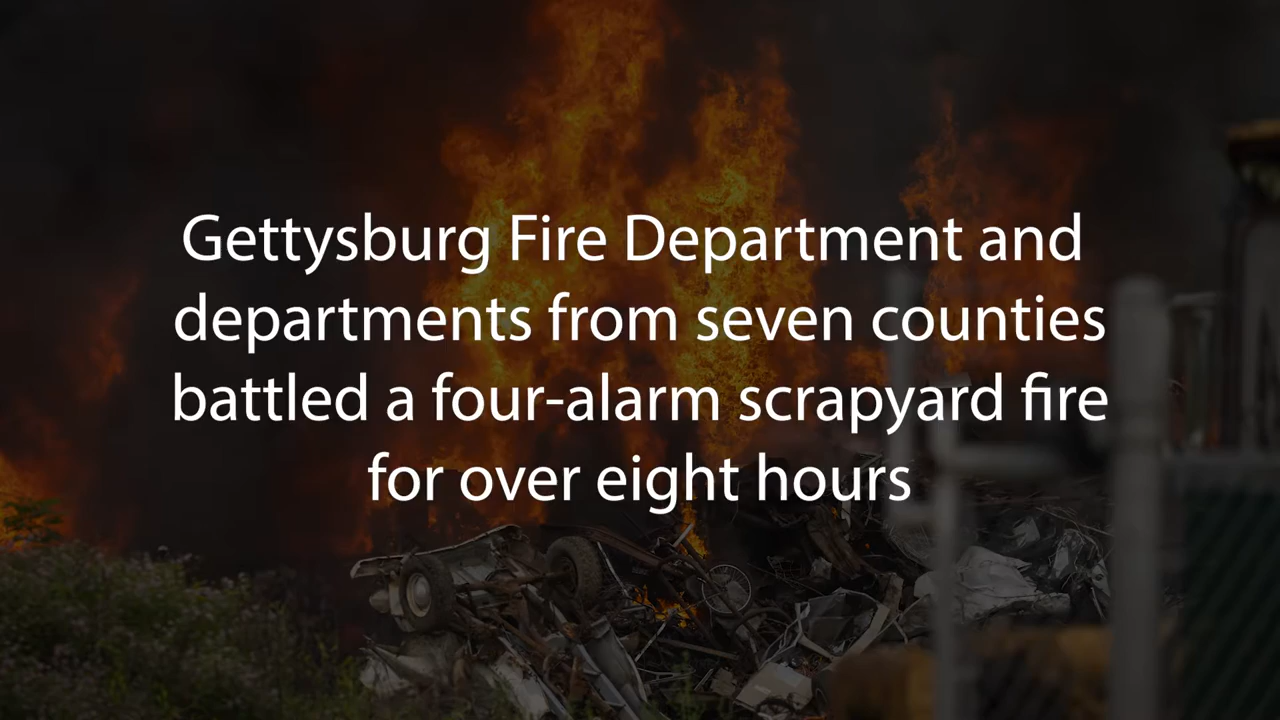 Gettysburg Fire Department and
departments from seven counties
battled a four-alarm scrapyard fire
for over eight hours